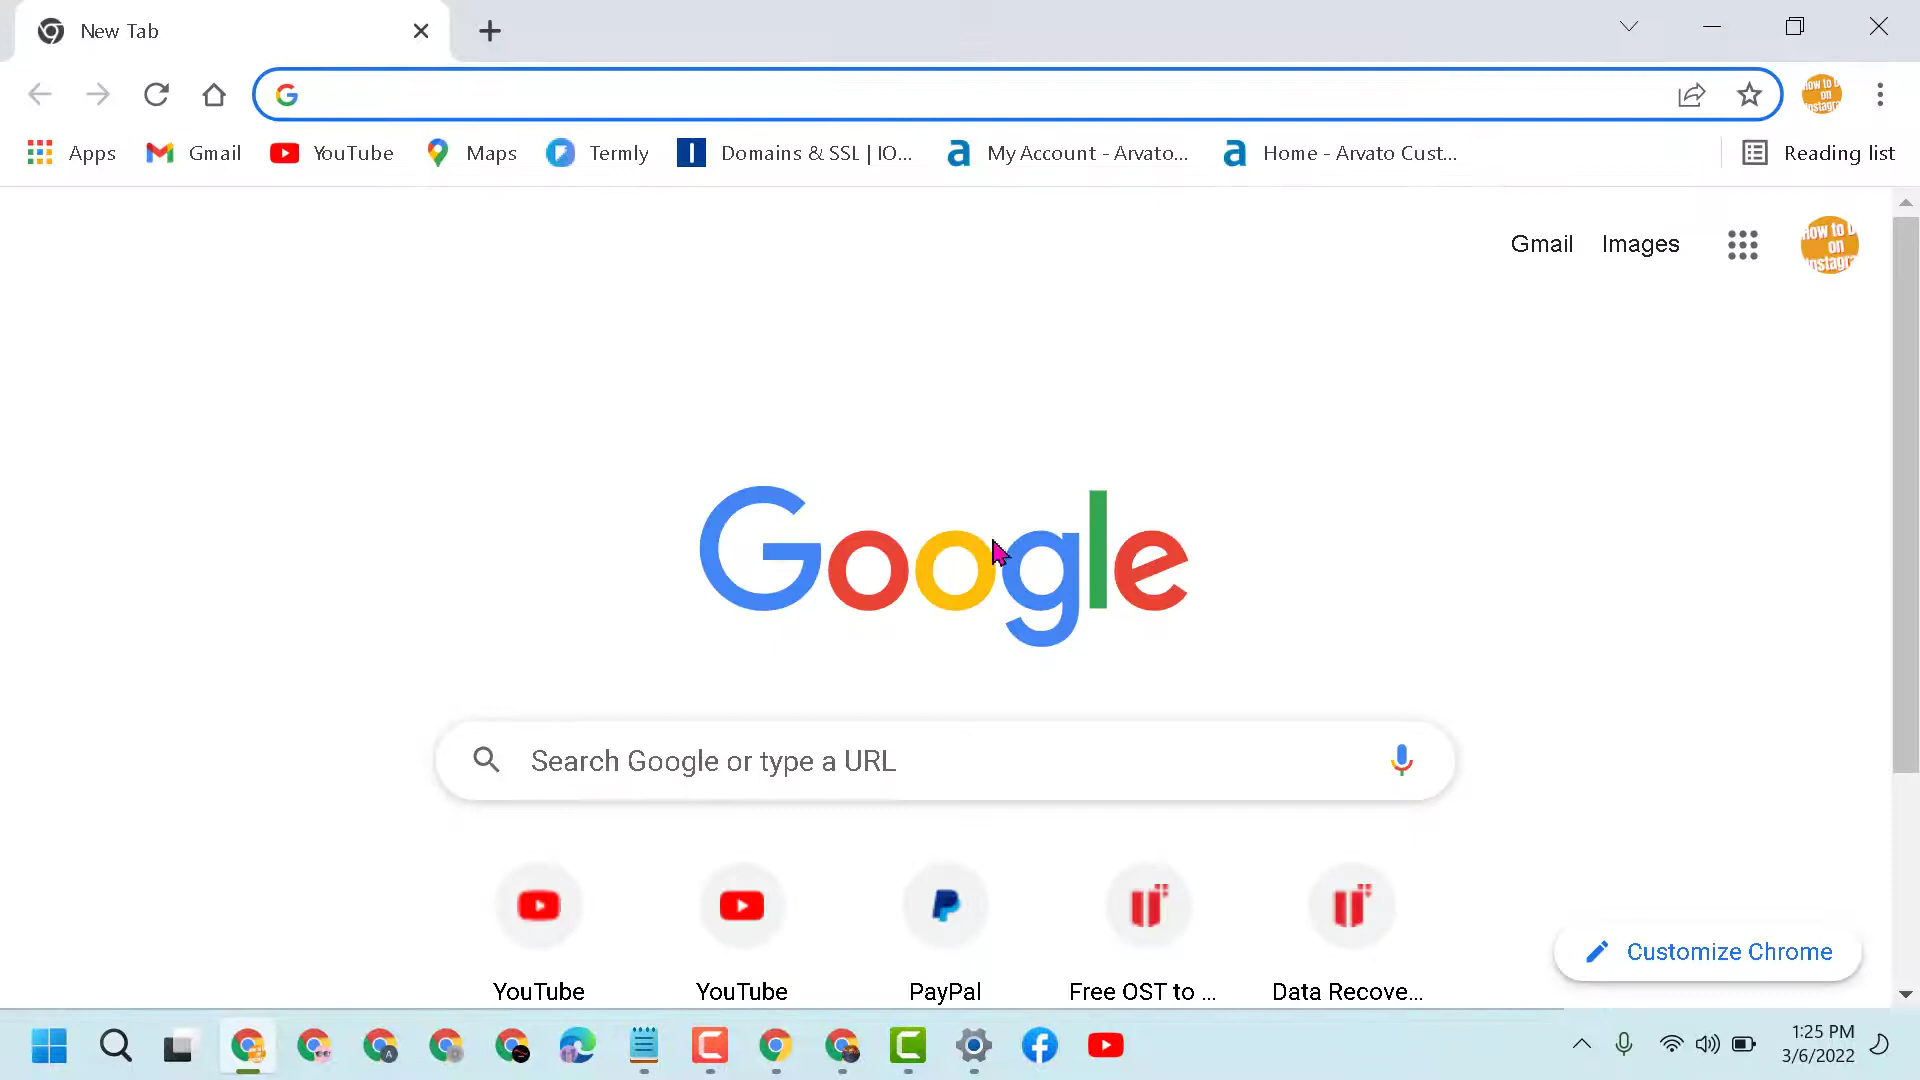 New Tab
Apps
Gmail
YouTube
Maps
Termly
Domains & SSL | IO...
My Account - Arvato...
Home - Arvato Cust...
Reading list
Gmail
Images
Google
Search Google or type a URL
YouTube
YouTube
PayPal
Free OST to ...
Data Recove...
Customize Chrome
1:25 PM
3/6/2022